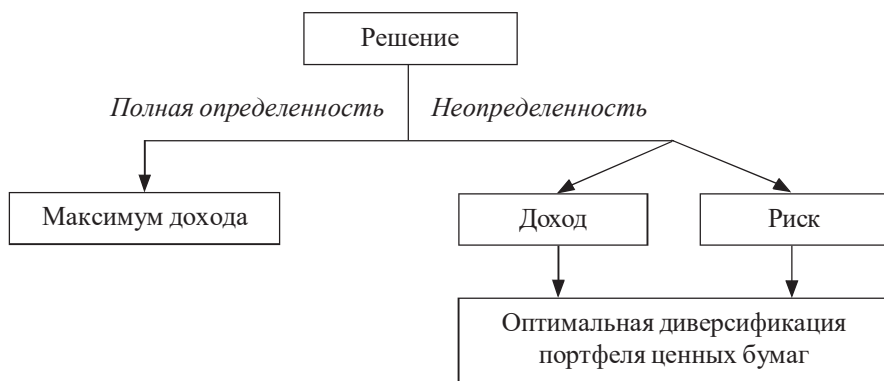 Решение
Полная определенность
Неопределенность
Максимум дохода
Доход
Риск
Оптимальная диверсификация
портфеля ценных бумаг